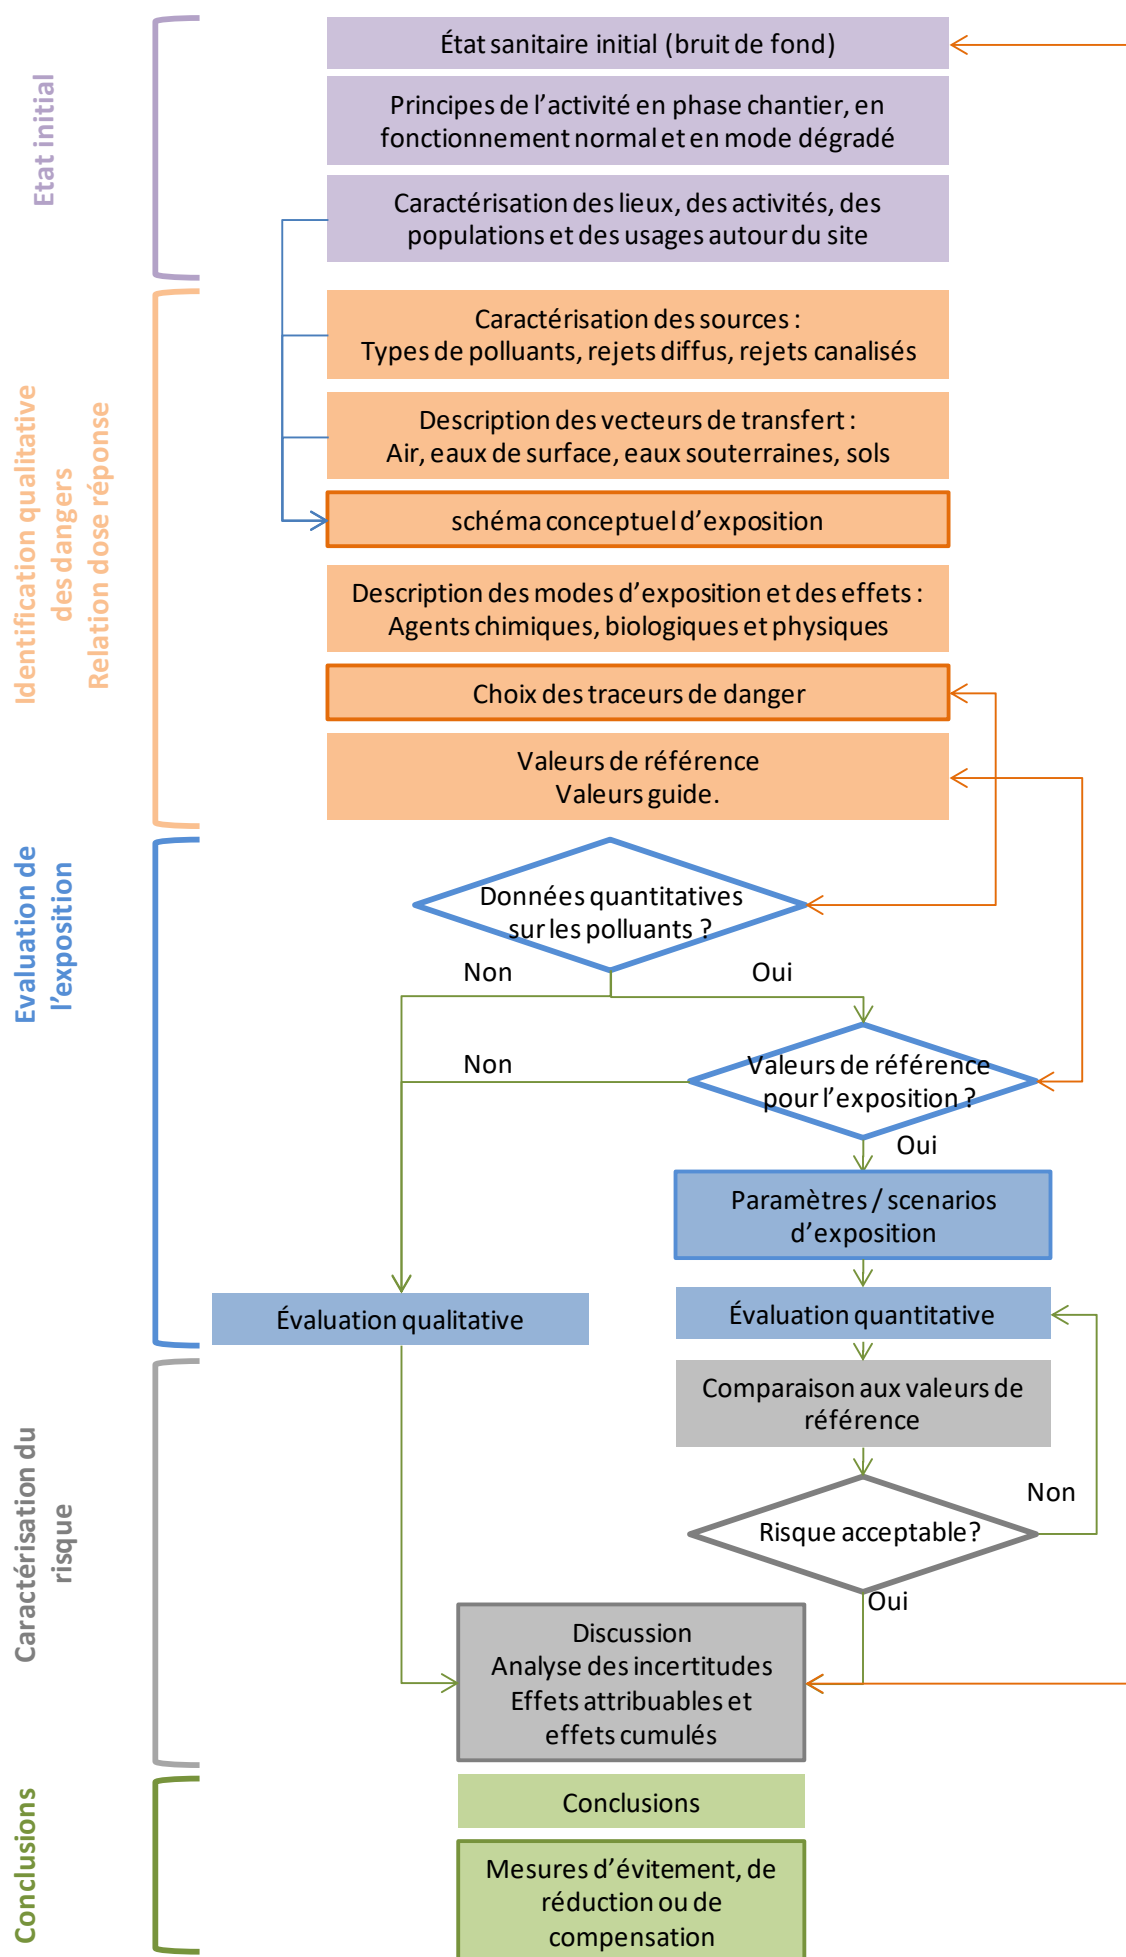 Etat initial
État sanitaire initial (bruit de fond)
Principes de l’activité en phase chantier, en
fonctionnement normal et en mode dégradé
Caractérisation des lieux, des activités, des
populations et des usages autour du site
Identification qualitative
des dangers
Relation dose réponse
Caractérisation des sources :
Types de polluants, rejets diffus, rejets canalisés
Description des vecteurs de transfert :
Air, eaux de surface, eaux souterraines, sols
schéma conceptuel d’exposition
Description des modes d’exposition et des effets :
Agents chimiques, biologiques et physiques
Choix des traceurs de danger
Valeurs de référence
Valeurs guide.
Evaluation de
l’exposition
Données quantitatives
sur les polluants ?
Non
Oui
Non
Valeurs de référence
pour l’exposition ?
Oui
Paramètres / scenarios
d’exposition
Évaluation qualitative
Évaluation quantitative
Caractérisation du
risque
Comparaison aux valeurs de
référence
Non
Risque acceptable?
Oui
Discussion
Analyse des incertitudes
Effets attribuables et
effets cumulés
Conclusions
Conclusions
Mesures d’évitement, de
réduction ou de
compensation